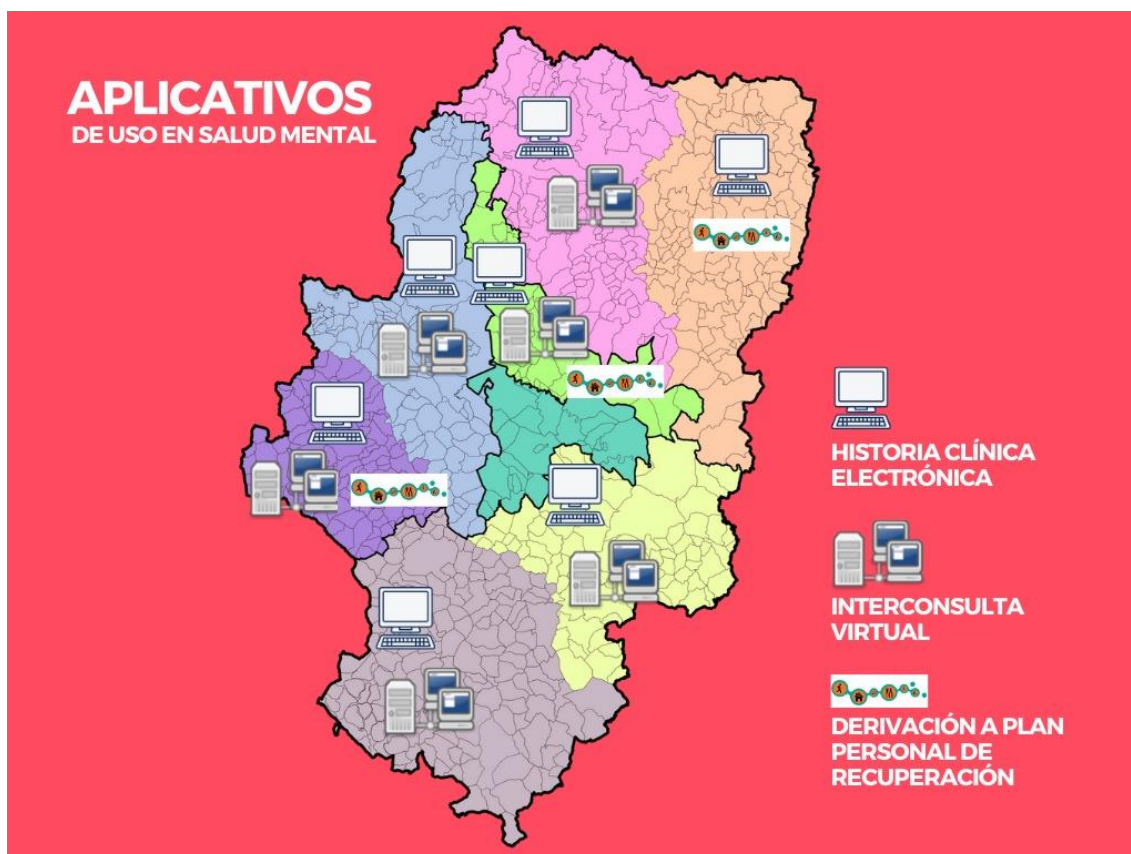 APLICATIVOS
DE USO EN SALUD MENTAL
HISTORIA CLÍNICA
ELECTRÓNICA
INTERCONSULTA
VIRTUAL
DERIVACIÓN A PLAN
PERSONAL DE
RECUPERACIÓN